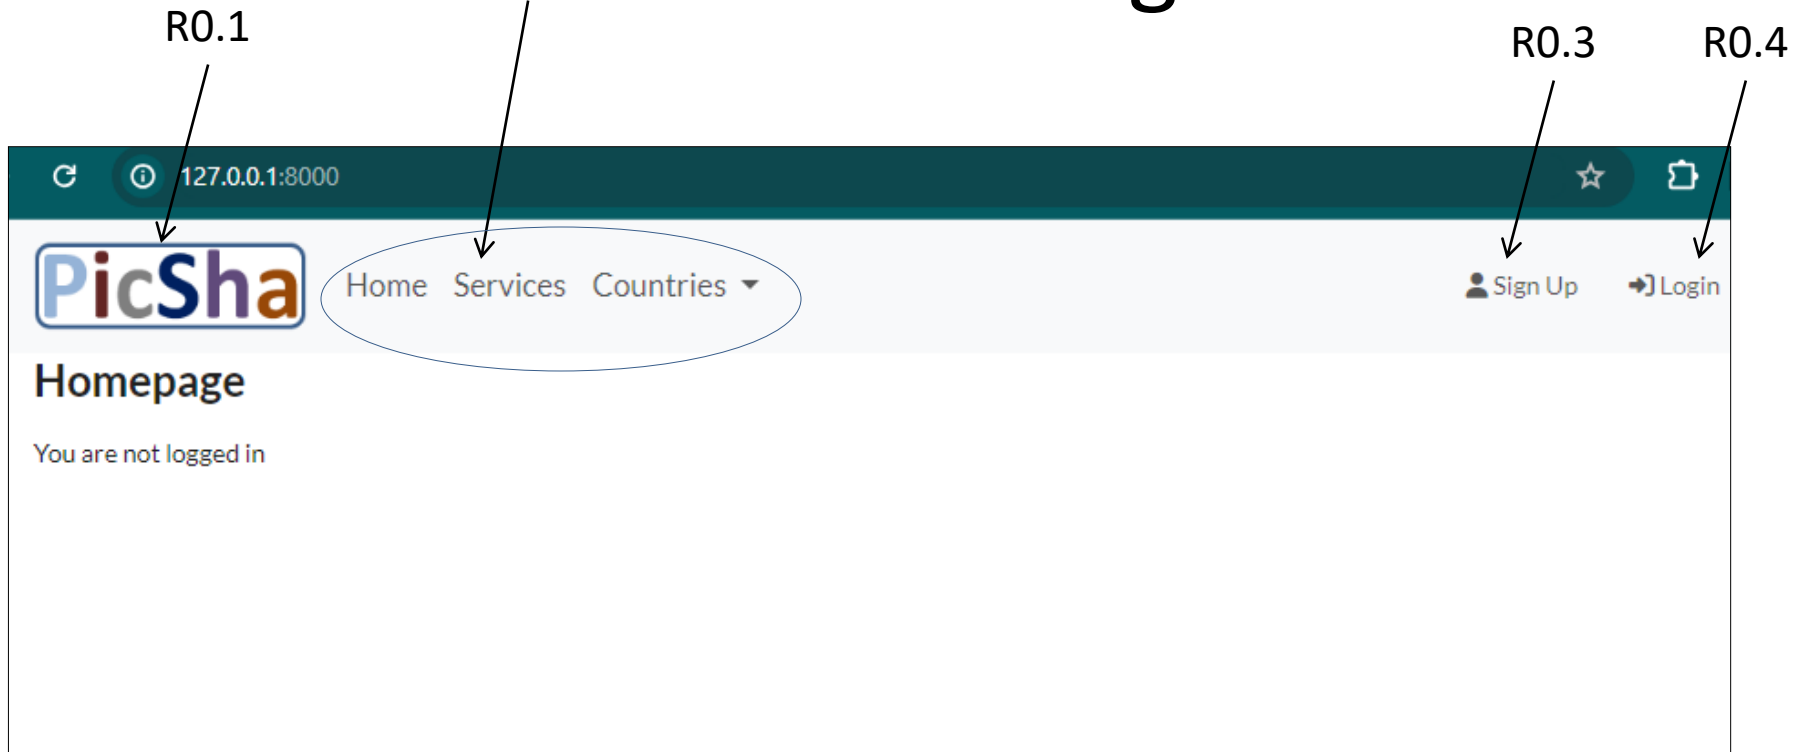 R0.1
R0.3
R0.4
127.0.0.1:8000
PicSha
Home Services Countries
Sign Up
Login
Homepage
You are not logged in